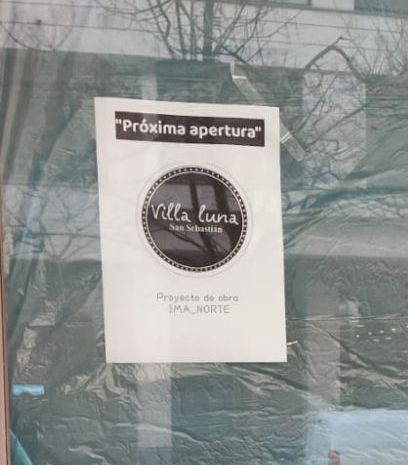 "Próxima apertura"
Villa luna
San Sebastián
Proyecto de obra
IMA_NORTE